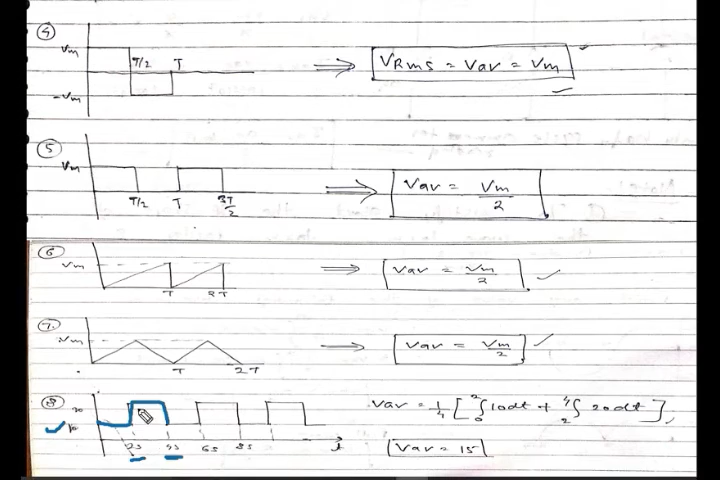 4
Vm
T/2 T
-Vm
VRms = Vav = Vm
5
Vm
T/2 T 3T/2
Vav = Vm/2
6
Vm
T 2T
Vav = Vm/2
7.
Vm
T 2T
Vav = Vm/2
8
20
10
2s 4s 6s 8s t
Vav = 1/4 [ ∫₀² 10dt + ∫₂⁴ 20dt ]
Vav = 15